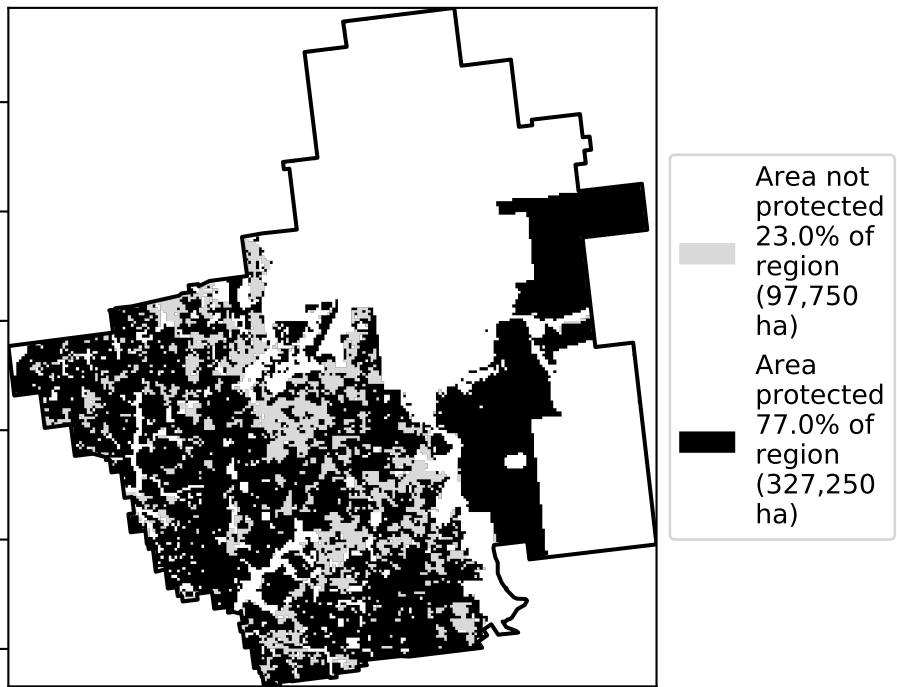 Area not
protected
23.0% of
region
(97,750
ha)
Area
protected
77.0% of
region
(327,250
ha)